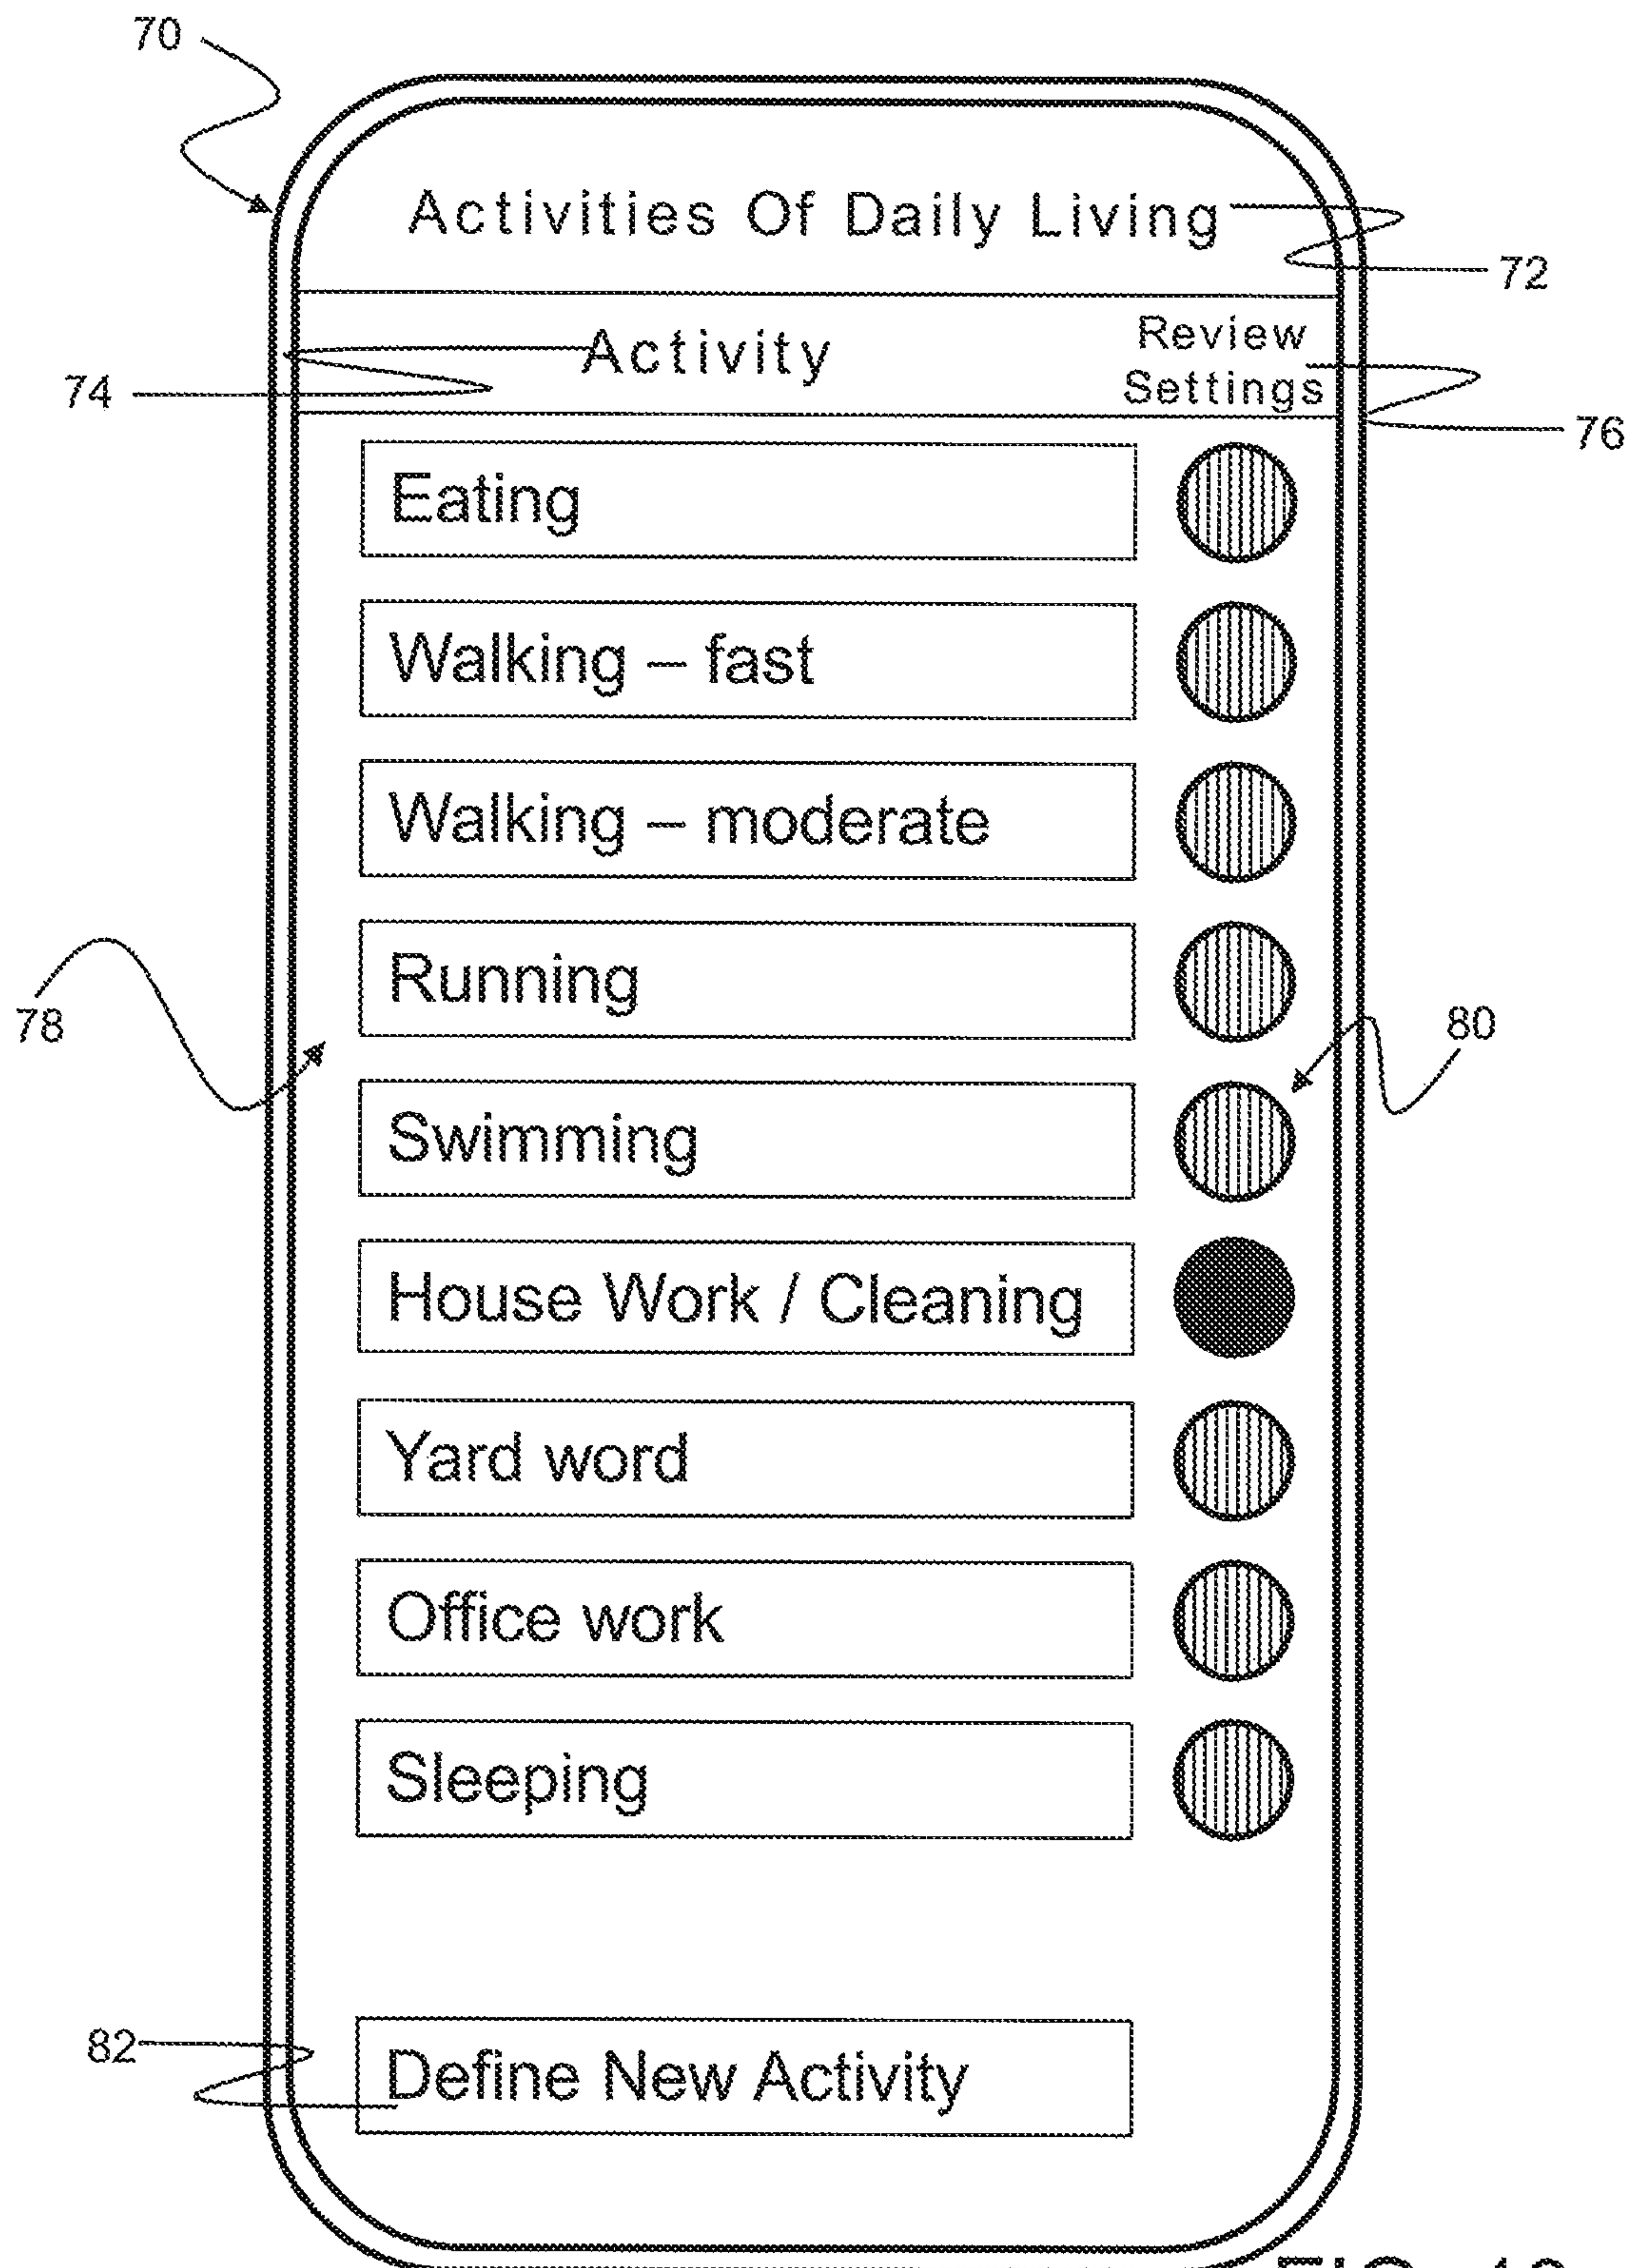 70
Activities Of Daily Living
72
Activity
Review
Settings
74
76
Eating
Walking – fast
Walking – moderate
Running
78
80
Swimming
House Work / Cleaning
Yard word
Office work
Sleeping
82
Define New Activity